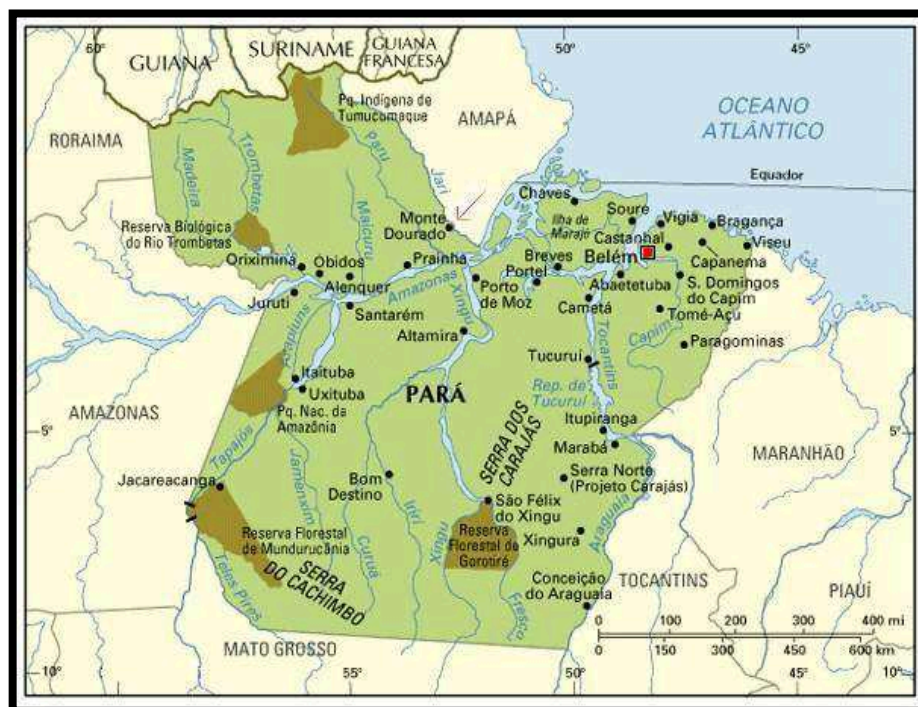 60°
50°
45°
GUIANA
SURINAME
GUIANA
FRANCESA
OCEANO
ATLÂNTICO
Pq. Indígena de
Tumucumaque
AMAPÁ
RORAIMA
Paru
Jari
Trombetas
Madeira
Maicuru
Equador
Chaves
Ilha de
Marajó
Soure
Vigia
Bragança
Monte
Dourado
Reserva Biológica
do Rio Trombetas
Castanhal
Viseu
Oriximiná
Óbidos
Prainha
Breves
Belém
Capanema
Alenquer
Amazonas
Xingu
Portel
Abaetetuba
S. Domingos
do Capim
Juruti
Santarém
Porto
de Moz
Cametá
Tomé-Açu
Arapiuns
Altamira
Tocantins
Capim
Paragominas
Itaituba
Uxituba
Tucuruí
PARÁ
Rep. de
Tucuruí
AMAZONAS
Pq. Nac. da
Amazônia
Itupiranga
5°
5°
Tapajós
SERRA DOS
CARAJÁS
Marabá
MARANHÃO
Jacareacanga
Jamenxim
Bom
Destino
Serra Norte
(Projeto Carajás)
São Félix
do Xingu
Reserva Florestal
de Mundurucânia
Curuá
Iriri
Xingu
Reserva
Florestal de
Gorotiré
Xingura
Araguaia
SERRA
DO CACHIMBO
Teles Pires
Fresco
Conceição
do Araguaia
TOCANTINS
PIAUÍ
MATO GROSSO
0 100 200 300 400 mi
0 150 300 450 600 km
10°
55°
50°
45°
10°